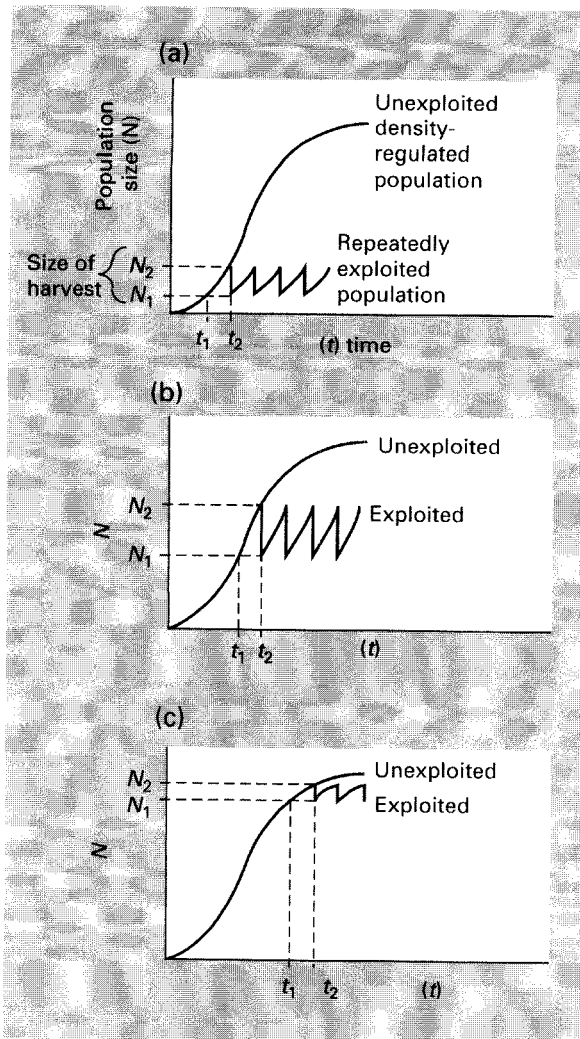 (a)
Population
size (N)
Unexploited
density-
regulated
population
Size of
harvest
N₂
N₁
Repeatedly
exploited
population
t₁
t₂
(t) time
(b)
N
N₂
N₁
Unexploited
Exploited
t₁
t₂
(t)
(c)
N
N₂
N₁
Unexploited
Exploited
t₁
t₂
(t)